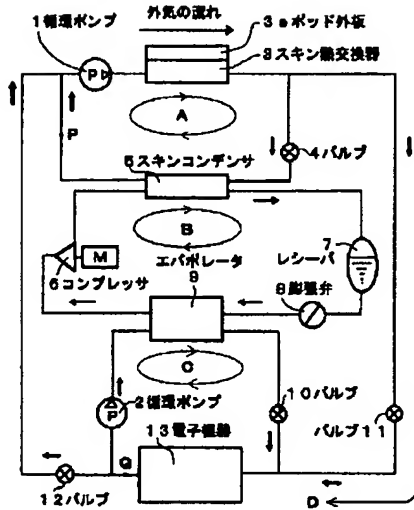 外気の流れ
1循環ポンプ
3aポッド外板
3スキン熱交換器
P
A
P
5スキンコンデンサ
4バルブ
B
M
エバポレータ
9
7
レシーバ
6コンプレッサ
8膨張弁
C
P
2循環ポンプ
10バルブ
13電子機器
バルブ11
Q
12バルブ
D